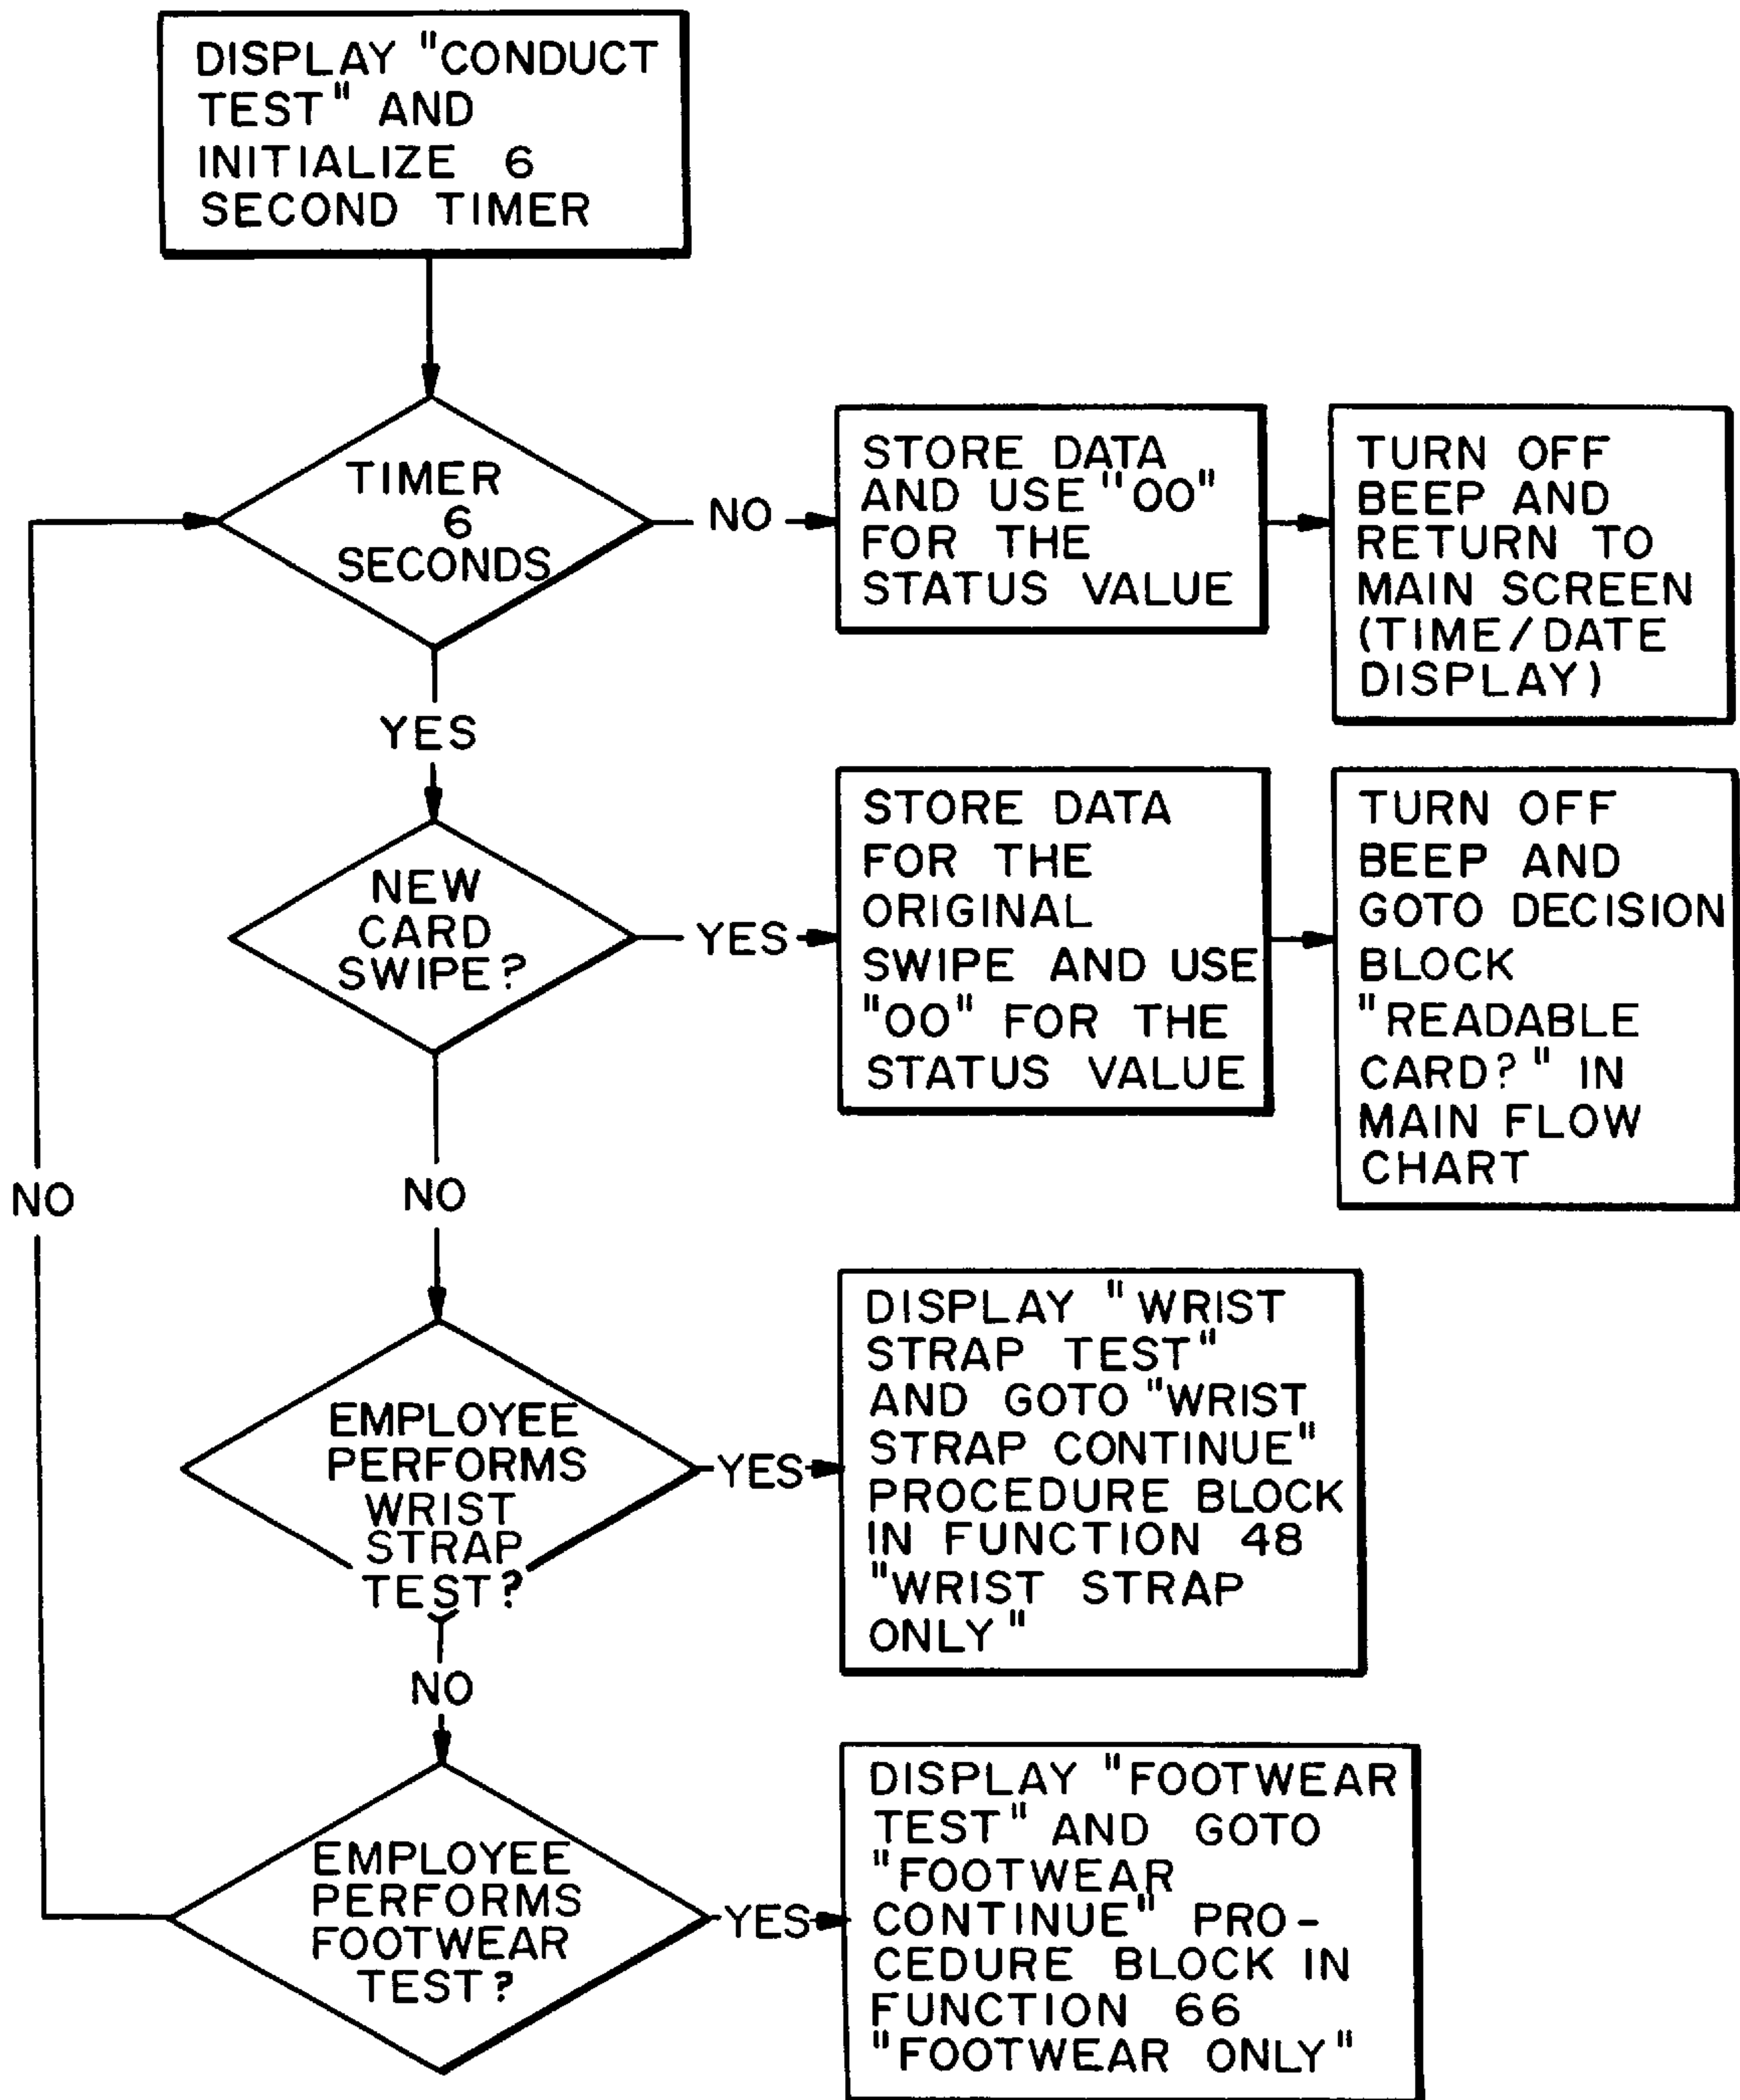 DISPLAY "CONDUCT
TEST" AND
INITIALIZE 6
SECOND TIMER
TIMER
6
SECONDS
NO
STORE DATA
AND USE "00"
FOR THE
STATUS VALUE
TURN OFF
BEEP AND
RETURN TO
MAIN SCREEN
(TIME/DATE
DISPLAY)
YES
NEW
CARD
SWIPE?
YES
STORE DATA
FOR THE
ORIGINAL
SWIPE AND USE
"00" FOR THE
STATUS VALUE
TURN OFF
BEEP AND
GOTO DECISION
BLOCK
"READABLE
CARD?" IN
MAIN FLOW
CHART
NO
NO
EMPLOYEE
PERFORMS
WRIST
STRAP
TEST?
YES
DISPLAY "WRIST
STRAP TEST"
AND GOTO "WRIST
STRAP CONTINUE"
PROCEDURE BLOCK
IN FUNCTION 48
"WRIST STRAP
ONLY"
NO
EMPLOYEE
PERFORMS
FOOTWEAR
TEST?
YES
DISPLAY "FOOTWEAR
TEST" AND GOTO
"FOOTWEAR
CONTINUE" PRO-
CEDURE BLOCK IN
FUNCTION 66
"FOOTWEAR ONLY"